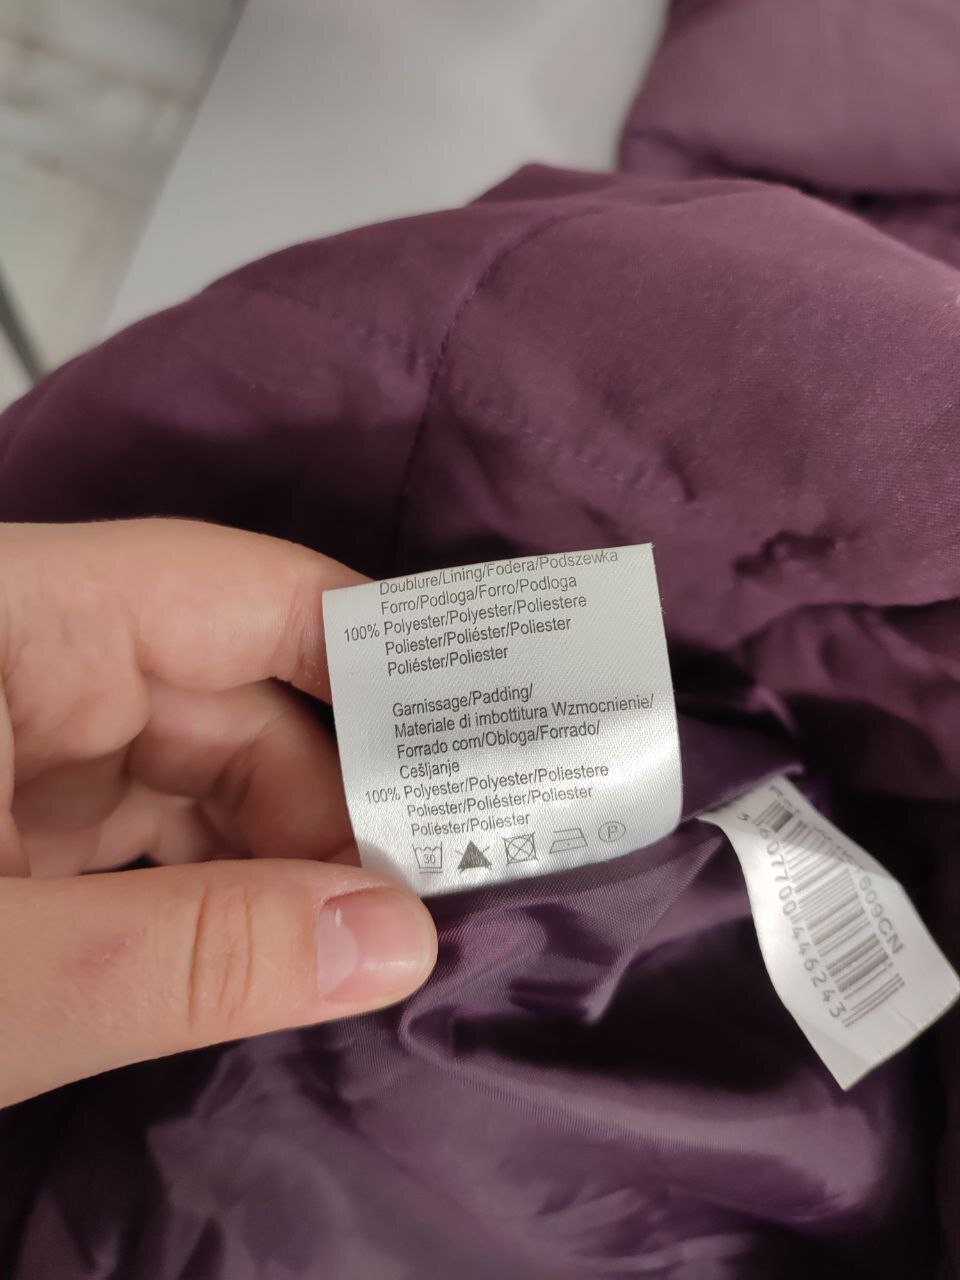 Doublure/Lining/Fodera/Podszewka
Forro/Podloga/Forro/Podloga
100% Polyester/Polyester/Poliestere
Poliester/Poliéster/Poliester
Poliéster/Poliester
Garnissage/Padding/
Materiale di imbottitura Wzmocnienie/
Forrado com/Obloga/Forrado/
Češljanje
100% Polyester/Polyester/Poliestere
Poliester/Poliéster/Poliester
Poliéster/Poliester
30
P
3607700446243